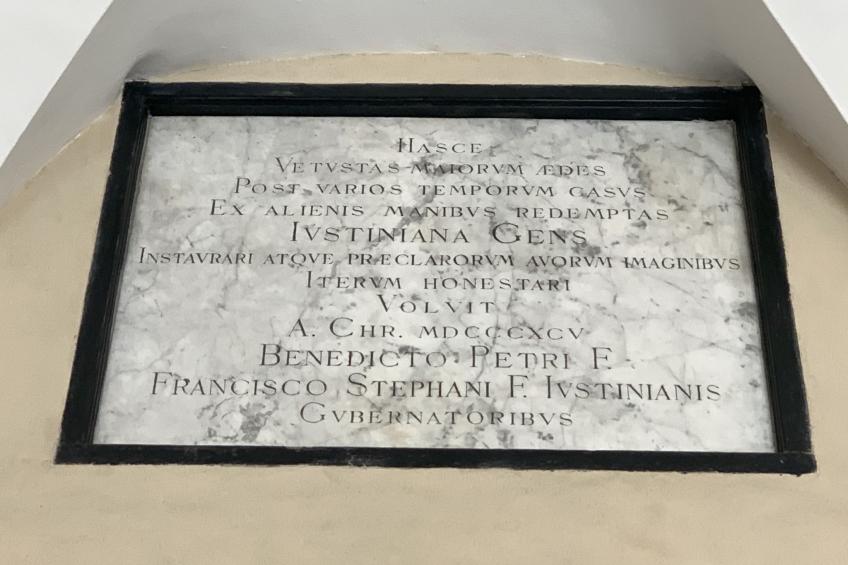 HASCE
VETVSTAS MAIORVM ÆDES
POST VARIOS TEMPORVM CASVS
EX ALIENIS MANIBVS REDEMPTAS
IVSTINIANA GENS
INSTAVRARI ATQVE PRÆCLARORVM AVORVM IMAGINIBVS
ITERVM HONESTARI
VOLVIT
A. CHR. MDCCCXCV
BENEDICTO PETRI F.
FRANCISCO STEPHANI F. IVSTINIANIS
GVBERNATORIBVS